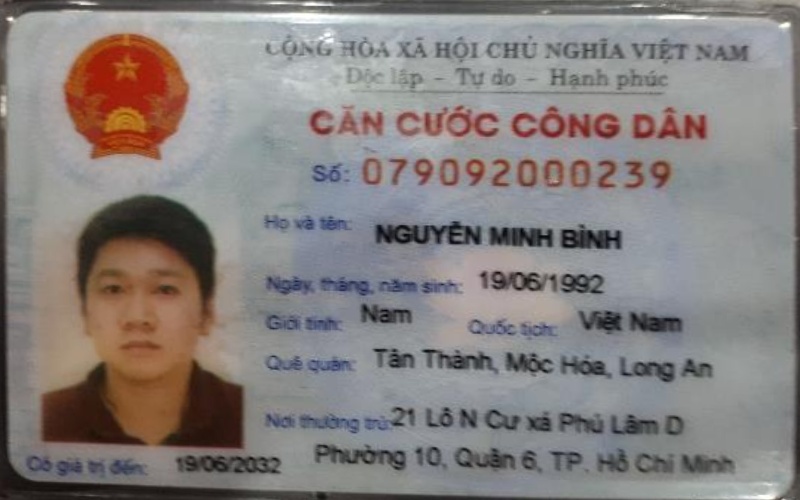 CỘNG HÒA XÃ HỘI CHỦ NGHĨA VIỆT NAM
Độc lập - Tự do - Hạnh phúc
CĂN CƯỚC CÔNG DÂN
Số: 079092000239
Họ và tên: NGUYỄN MINH BÌNH
Ngày, tháng, năm sinh: 19/06/1992
Giới tính: Nam Quốc tịch: Việt Nam
Quê quán: Tân Thành, Mộc Hóa, Long An
Nơi thường trú: 21 Lô N Cư xá Phú Lâm D
Phường 10, Quận 6, TP. Hồ Chí Minh
Có giá trị đến: 19/06/2032